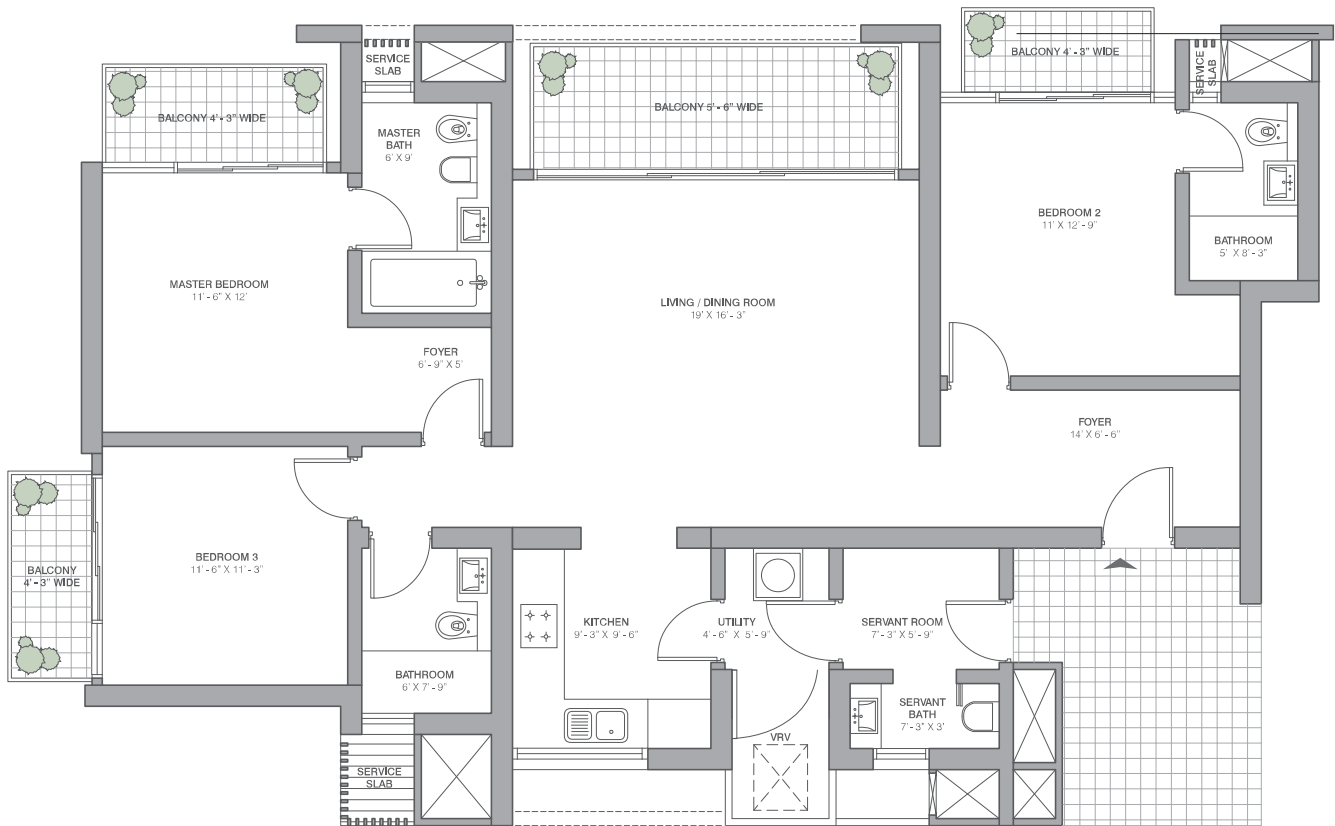 SERVICE
SLAB
BALCONY 4' - 3" WIDE
SERVICE
SLAB
BALCONY 4' - 3" WIDE
BALCONY 5' - 6" WIDE
MASTER
BATH
6' X 9'
BEDROOM 2
11' X 12' - 9"
BATHROOM
5' X 8' - 3"
MASTER BEDROOM
11' - 6" X 12'
LIVING / DINING ROOM
19' X 16' - 3"
FOYER
6' - 9" X 5'
FOYER
14' X 6' - 6"
BALCONY
4' - 3" WIDE
BEDROOM 3
11' - 6" X 11' - 3"
KITCHEN
9' - 3" X 9' - 6"
UTILITY
4' - 6" X 5' - 9"
SERVANT ROOM
7' - 3" X 5' - 9"
BATHROOM
6' X 7' - 9"
SERVANT
BATH
7' - 3" X 3'
VRV
SERVICE
SLAB